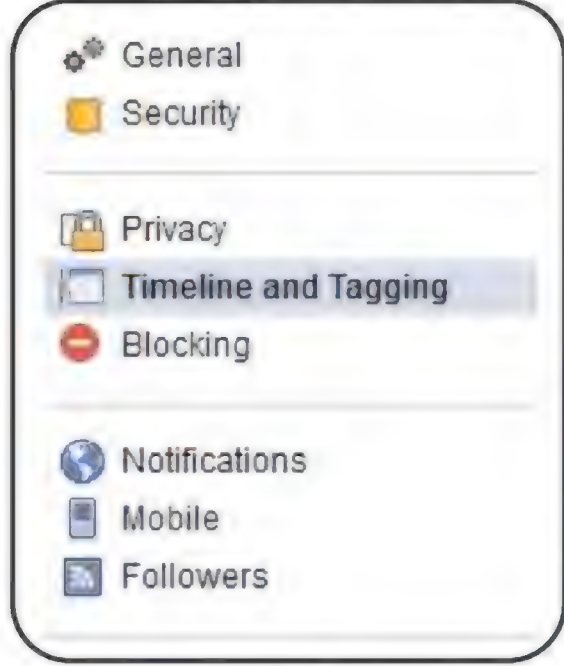 General
Security
Privacy
Timeline and Tagging
Blocking
Notifications
Mobile
Followers